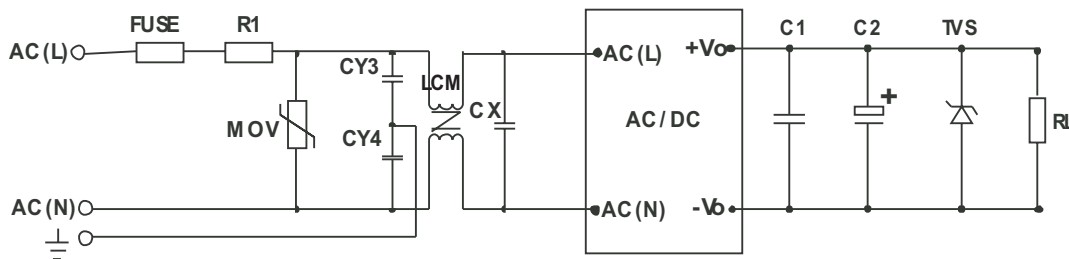 FUSE R1 C1 C2 TVS
AC(L) AC(L) +Vo
CY3 LCM CX
MOV CY4 AC/DC RL
AC(N) AC(N) -Vo
+